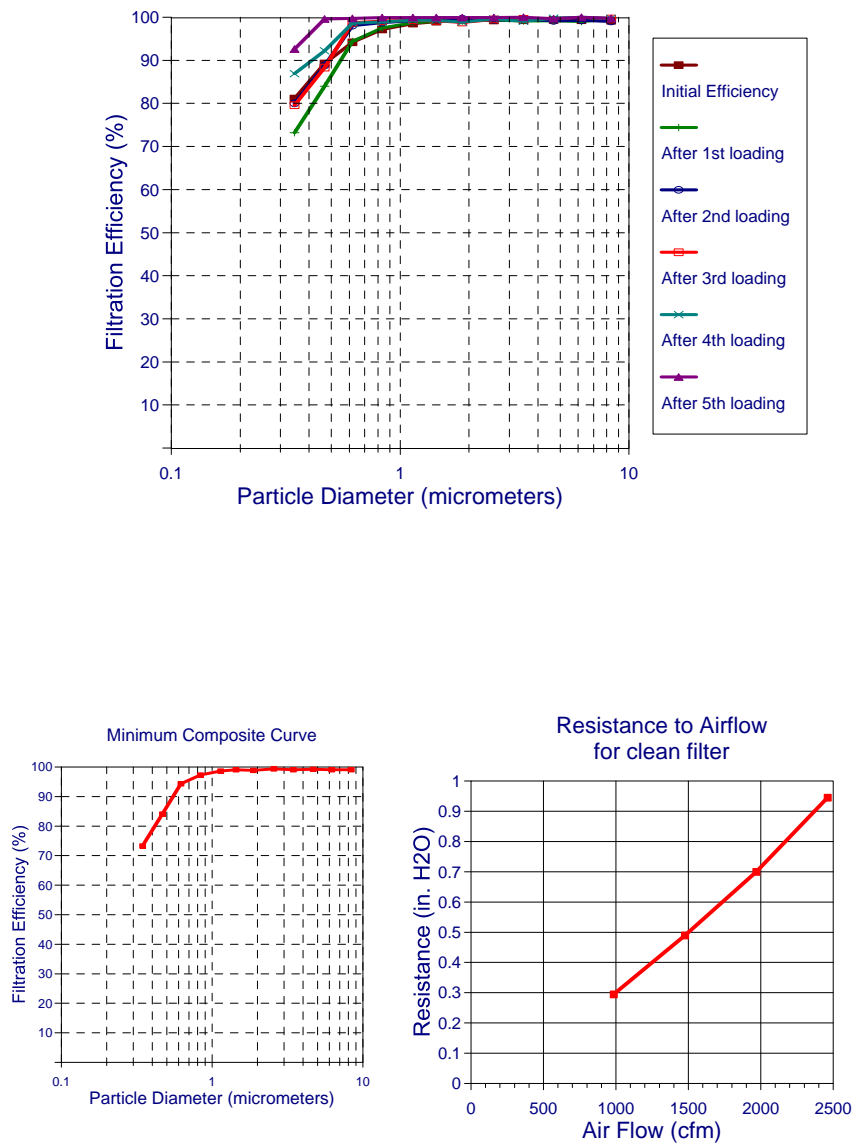 100
90
80
70
60
50
40
30
20
10
Filtration Efficiency (%)
0.1
1
10
Particle Diameter (micrometers)
Initial Efficiency
After 1st loading
After 2nd loading
After 3rd loading
After 4th loading
After 5th loading
Minimum Composite Curve
100
90
80
70
60
50
40
30
20
10
Filtration Efficiency (%)
0.1
1
10
Particle Diameter (micrometers)
Resistance to Airflow
for clean filter
1
0.9
0.8
0.7
0.6
0.5
0.4
0.3
0.2
0.1
0
Resistance (in. H2O)
0
500
1000
1500
2000
2500
Air Flow (cfm)